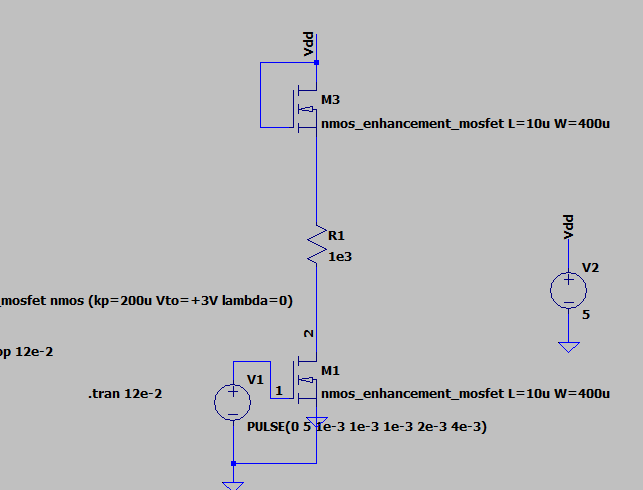 Vdd
M3
nmos_enhancement_mosfet L=10u W=400u
R1
1e3
Vdd
V2
5
_mosfet nmos (kp=200u Vto=+3V lambda=0)
2
op 12e-2
M1
.tran 12e-2
V1
1
nmos_enhancement_mosfet L=10u W=400u
PULSE(0 5 1e-3 1e-3 1e-3 2e-3 4e-3)